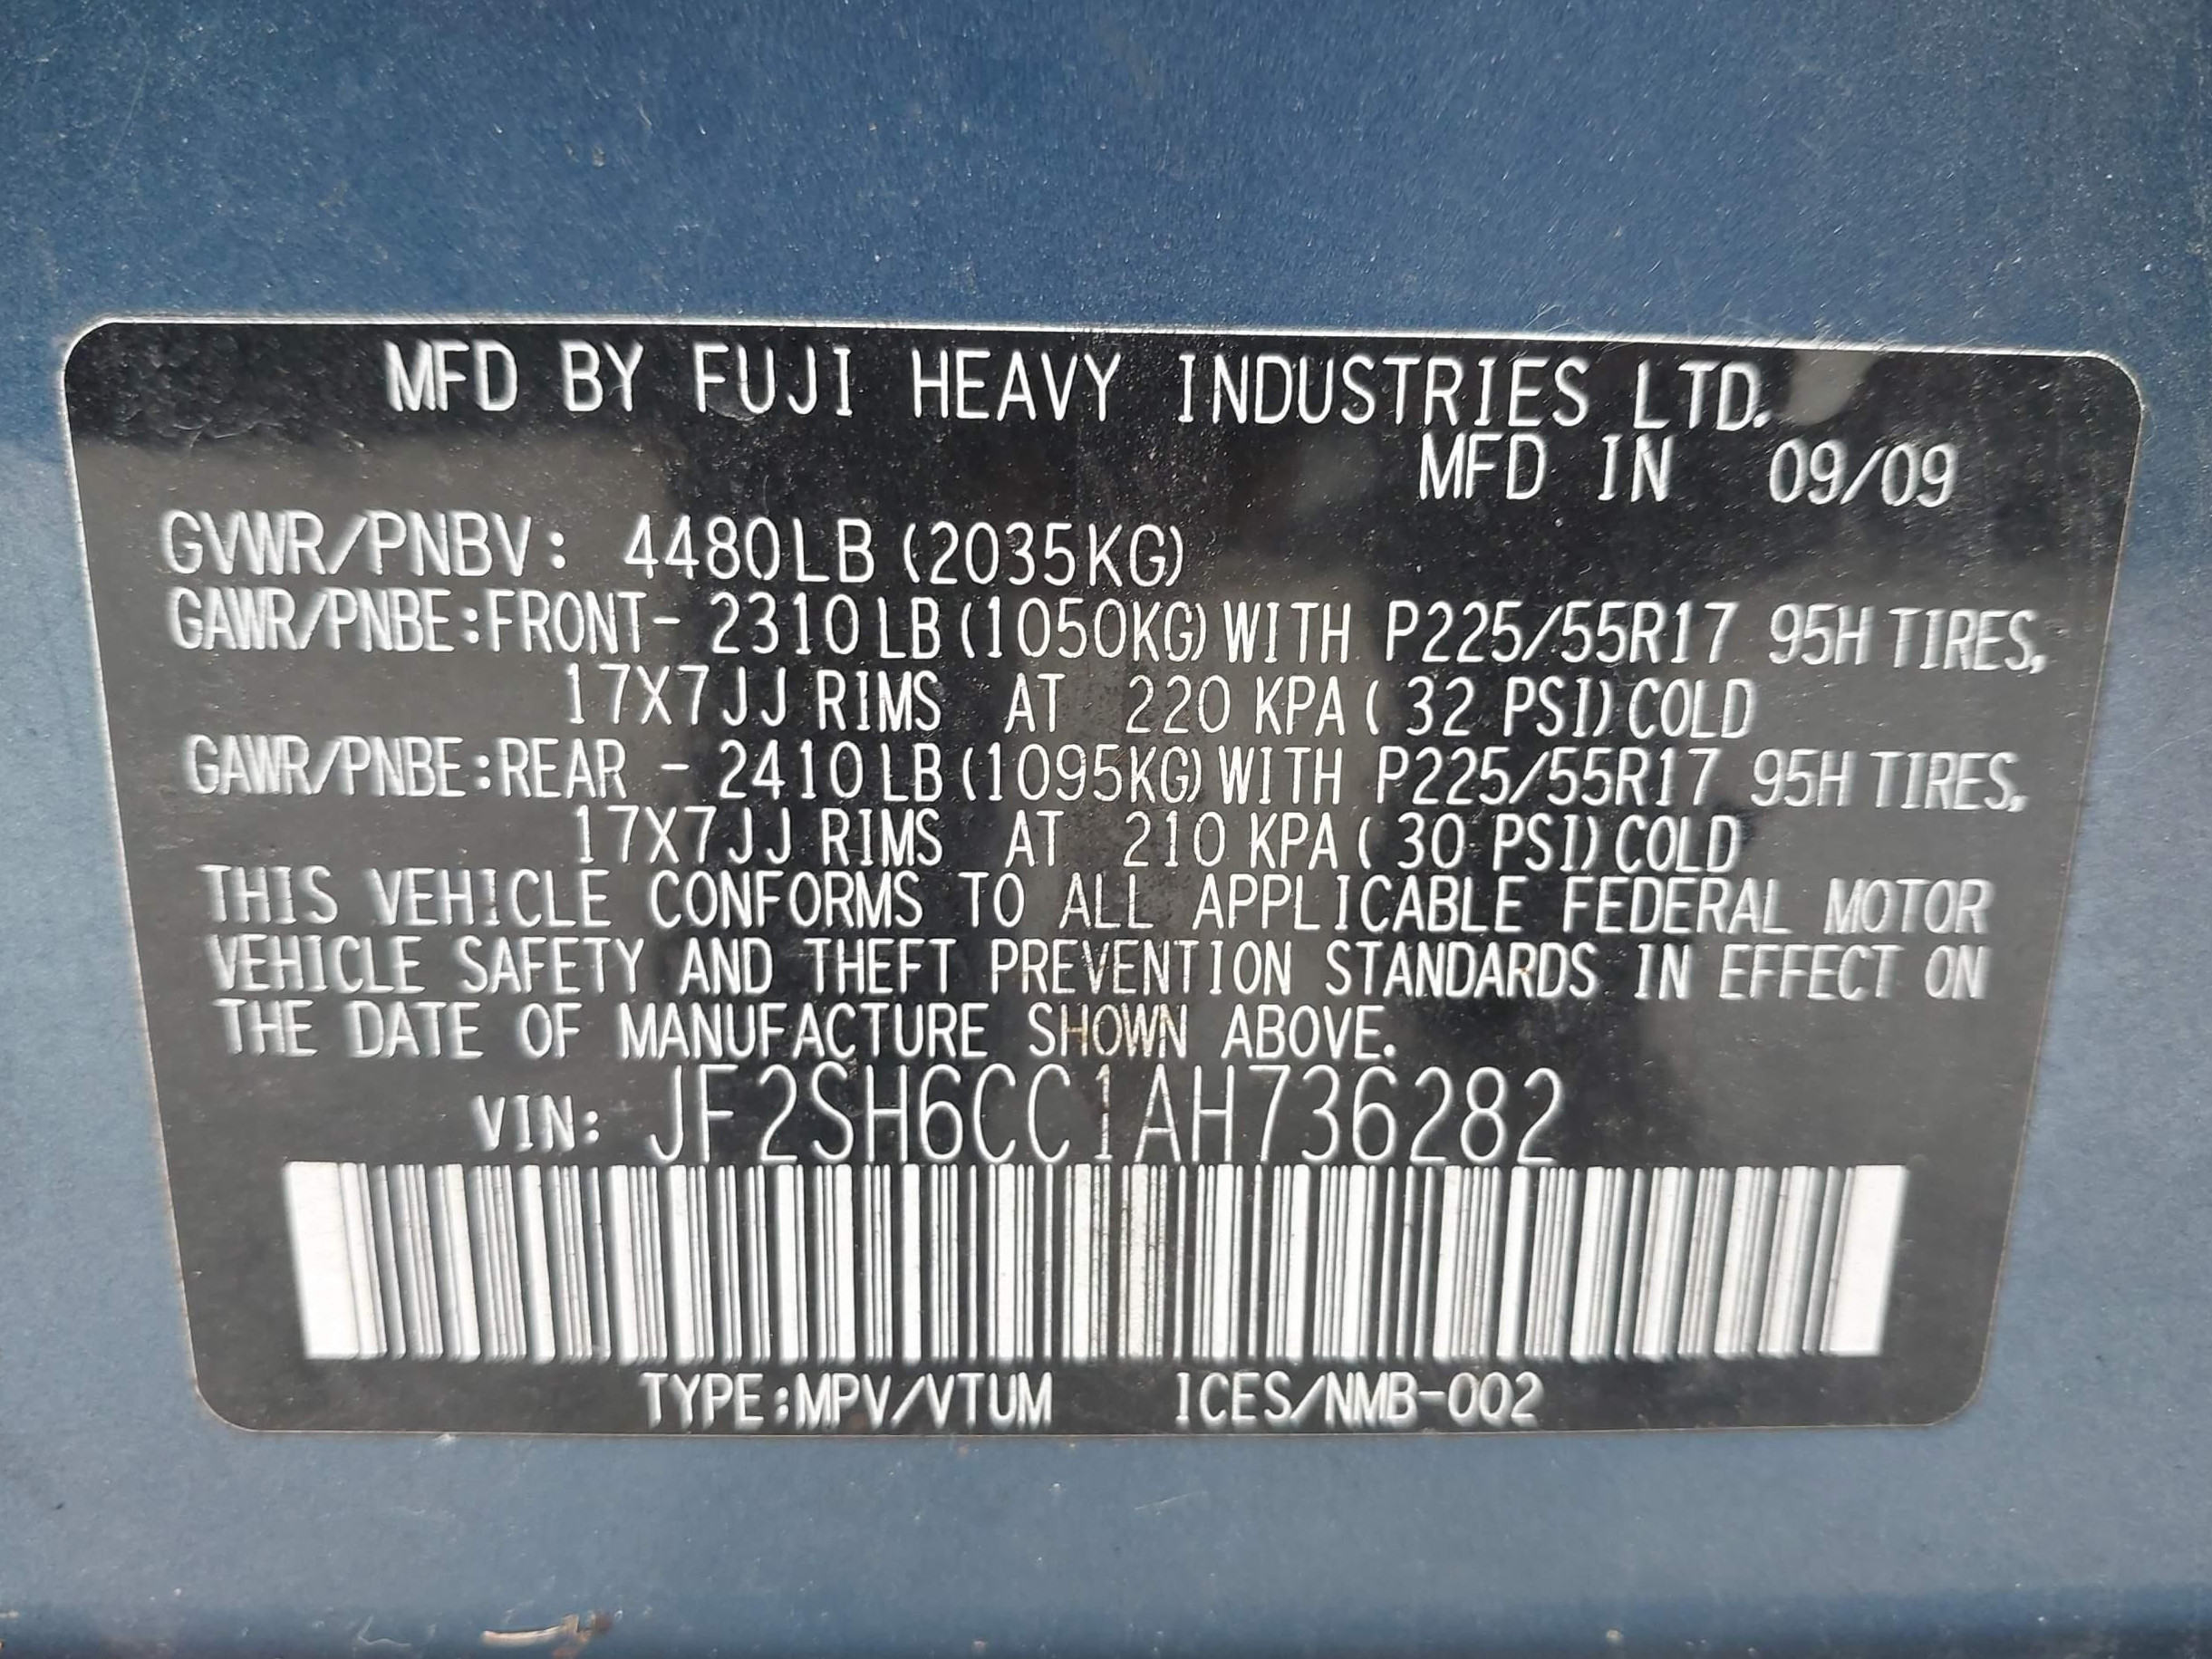 MFD BY FUJI HEAVY INDUSTRIES LTD.
MFD IN 09/09
GVWR/PNBV: 4480LB (2035KG)
GAWR/PNBE:FRONT- 2310LB(1050KG)WITH P225/55R17 95H TIRES,
17X7JJ RIMS AT 220 KPA( 32 PSI)COLD
GAWR/PNBE:REAR - 2410LB(1095KG)WITH P225/55R17 95H TIRES,
17X7JJ RIMS AT 210 KPA( 30 PSI)COLD
THIS VEHICLE CONFORMS TO ALL APPLICABLE FEDERAL MOTOR
VEHICLE SAFETY AND THEFT PREVENTION STANDARDS IN EFFECT ON
THE DATE OF MANUFACTURE SHOWN ABOVE.
VIN: JF2SH6CC1AH736282
TYPE:MPV/VTUM ICES/NMB-002